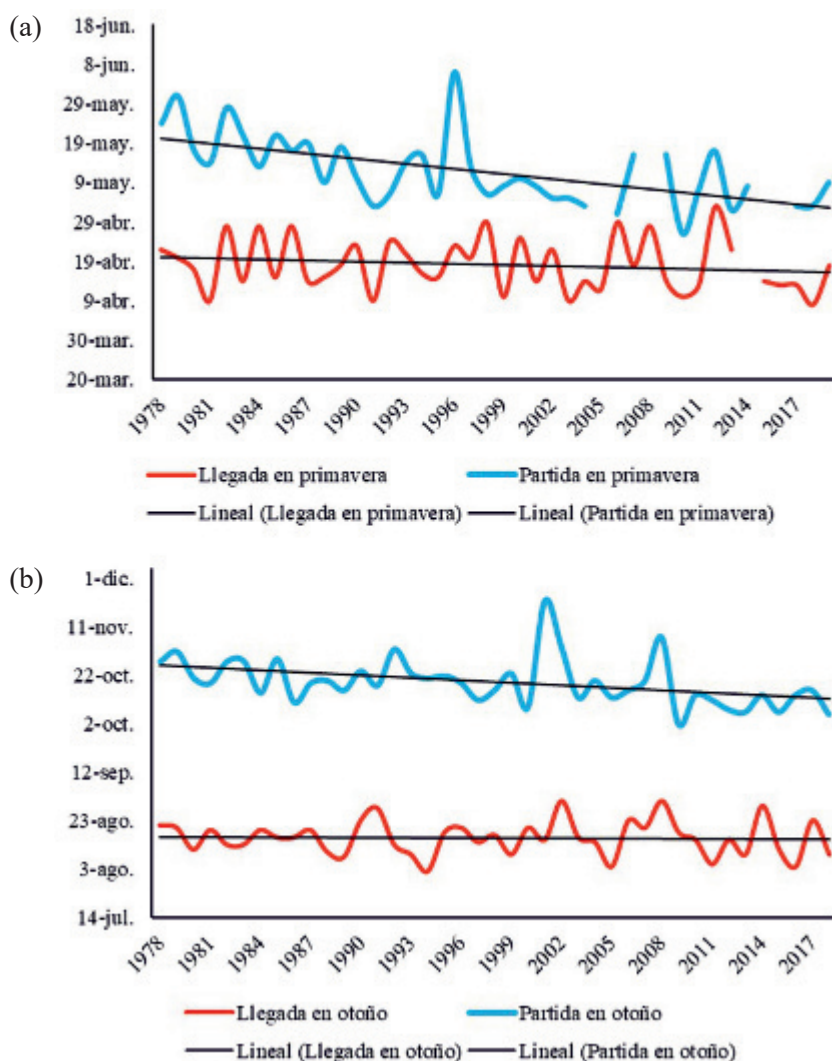 (a)
18-jun.
8-jun.
29-may.
19-may.
9-may.
29-abr.
19-abr.
9-abr.
30-mar.
20-mar.
1978 1981 1984 1987 1990 1993 1996 1999 2002 2005 2008 2011 2014 2017
Llegada en primavera Partida en primavera
Lineal (Llegada en primavera) Lineal (Partida en primavera)
(b)
1-dic.
11-nov.
22-oct.
2-oct.
12-sep.
23-ago.
3-ago.
14-jul.
1978 1981 1984 1987 1990 1993 1996 1999 2002 2005 2008 2011 2014 2017
Llegada en otoño Partida en otoño
Lineal (Llegada en otoño) Lineal (Partida en otoño)